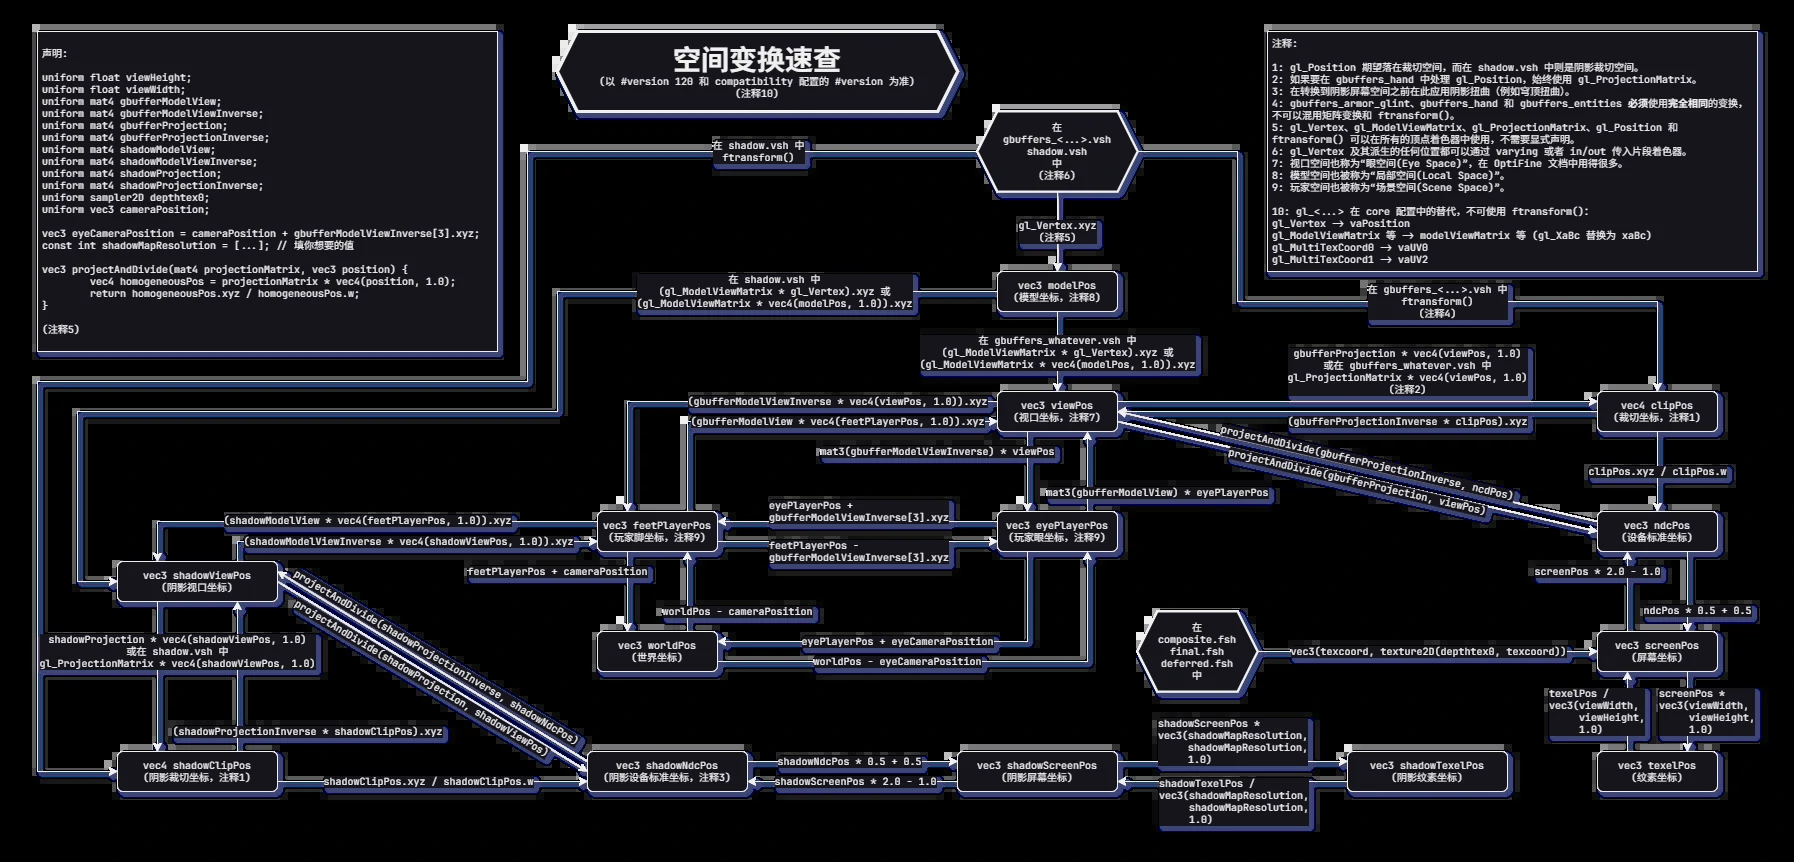 声明:
uniform float viewHeight;
uniform float viewWidth;
uniform mat4 gbufferModelView;
uniform mat4 gbufferModelViewInverse;
uniform mat4 gbufferProjection;
uniform mat4 gbufferProjectionInverse;
uniform mat4 shadowModelView;
uniform mat4 shadowModelViewInverse;
uniform mat4 shadowProjection;
uniform mat4 shadowProjectionInverse;
uniform sampler2D depthtex0;
uniform vec3 cameraPosition;
vec3 eyeCameraPosition = cameraPosition + gbufferModelViewInverse[3].xyz;
const int shadowMapResolution = [...]; // 填你想要的值
vec3 projectAndDivide(mat4 projectionMatrix, vec3 position) {
vec4 homogeneousPos = projectionMatrix * vec4(position, 1.0);
return homogeneousPos.xyz / homogeneousPos.w;
}
(注释5)
空间变换速查
(以 #version 120 和 compatibility 配置的 #version 为准)
(注释10)
注释:
1: gl_Position 期望落在裁切空间，而在 shadow.vsh 中则是阴影裁切空间。
2: 如果要在 gbuffers_hand 中处理 gl_Position，始终使用 gl_ProjectionMatrix。
3: 在转换到阴影屏幕空间之前在此应用阴影扭曲（例如穹顶扭曲）。
4: gbuffers_armor_glint、gbuffers_hand 和 gbuffers_entities 必须使用完全相同的变换，
不可以混用矩阵变换和 ftransform()。
5: gl_Vertex、gl_ModelViewMatrix、gl_ProjectionMatrix、gl_Position 和
ftransform() 可以在所有的顶点着色器中使用，不需要显式声明。
6: gl_Vertex 及其派生的任何位置都可以通过 varying 或者 in/out 传入片段着色器。
7: 视口空间也称为“眼空间(Eye Space)”，在 OptiFine 文档中用得很多。
8: 模型空间也被称为“局部空间(Local Space)”。
9: 玩家空间也被称为“场景空间(Scene Space)”。
10: gl_<...> 在 core 配置中的替代，不可使用 ftransform():
gl_Vertex -> vaPosition
gl_ModelViewMatrix 等 -> modelViewMatrix 等 (gl_XaBc 替换为 xaBc)
gl_MultiTexCoord0 -> vaUV0
gl_MultiTexCoord1 -> vaUV2
在
gbuffers_<...>.vsh
shadow.vsh
中
(注释6)
在 shadow.vsh 中
ftransform()
gl_Vertex.xyz
(注释5)
在 shadow.vsh 中
(gl_ModelViewMatrix * gl_Vertex).xyz 或
(gl_ModelViewMatrix * vec4(modelPos, 1.0)).xyz
vec3 modelPos
(模型坐标，注释8)
在 gbuffers_<...>.vsh 中
ftransform()
(注释4)
在 gbuffers_whatever.vsh 中
(gl_ModelViewMatrix * gl_Vertex).xyz 或
(gl_ModelViewMatrix * vec4(modelPos, 1.0)).xyz
gbufferProjection * vec4(viewPos, 1.0)
或在 gbuffers_whatever.vsh 中
gl_ProjectionMatrix * vec4(viewPos, 1.0)
(注释2)
(gbufferModelViewInverse * vec4(viewPos, 1.0)).xyz
(gbufferModelView * vec4(feetPlayerPos, 1.0)).xyz
vec3 viewPos
(视口坐标，注释7)
(gbufferProjectionInverse * clipPos).xyz
vec4 clipPos
(裁切坐标，注释1)
mat3(gbufferModelViewInverse) * viewPos
projectAndDivide(gbufferProjectionInverse, ncdPos)
projectAndDivide(gbufferProjection, viewPos)
clipPos.xyz / clipPos.w
mat3(gbufferModelView) * eyePlayerPos
(shadowModelView * vec4(feetPlayerPos, 1.0)).xyz
(shadowModelViewInverse * vec4(shadowViewPos, 1.0)).xyz
vec3 feetPlayerPos
(玩家脚坐标，注释9)
eyePlayerPos +
gbufferModelViewInverse[3].xyz
feetPlayerPos -
gbufferModelViewInverse[3].xyz
vec3 eyePlayerPos
(玩家眼坐标，注释9)
vec3 ndcPos
(设备标准坐标)
feetPlayerPos + cameraPosition
screenPos * 2.0 - 1.0
vec3 shadowViewPos
(阴影视口坐标)
projectAndDivide(shadowProjectionInverse, shadowNdcPos)
projectAndDivide(shadowProjection, shadowViewPos)
worldPos - cameraPosition
ndcPos * 0.5 + 0.5
shadowProjection * vec4(shadowViewPos, 1.0)
或在 shadow.vsh 中
gl_ProjectionMatrix * vec4(shadowViewPos, 1.0)
vec3 worldPos
(世界坐标)
eyePlayerPos + eyeCameraPosition
worldPos - eyeCameraPosition
在
composite.fsh
final.fsh
deferred.fsh
中
vec3(texcoord, texture2D(depthtex0, texcoord))
vec3 screenPos
(屏幕坐标)
texelPos /
vec3(viewWidth,
viewHeight,
1.0)
screenPos *
vec3(viewWidth,
viewHeight,
1.0)
(shadowProjectionInverse * shadowClipPos).xyz
vec4 shadowClipPos
(阴影裁切坐标，注释1)
shadowClipPos.xyz / shadowClipPos.w
vec3 shadowNdcPos
(阴影设备标准坐标，注释3)
shadowNdcPos * 0.5 + 0.5
shadowScreenPos * 2.0 - 1.0
vec3 shadowScreenPos
(阴影屏幕坐标)
shadowScreenPos *
vec3(shadowMapResolution,
shadowMapResolution,
1.0)
shadowTexelPos /
vec3(shadowMapResolution,
shadowMapResolution,
1.0)
vec3 shadowTexelPos
(阴影纹素坐标)
vec3 texelPos
(纹素坐标)